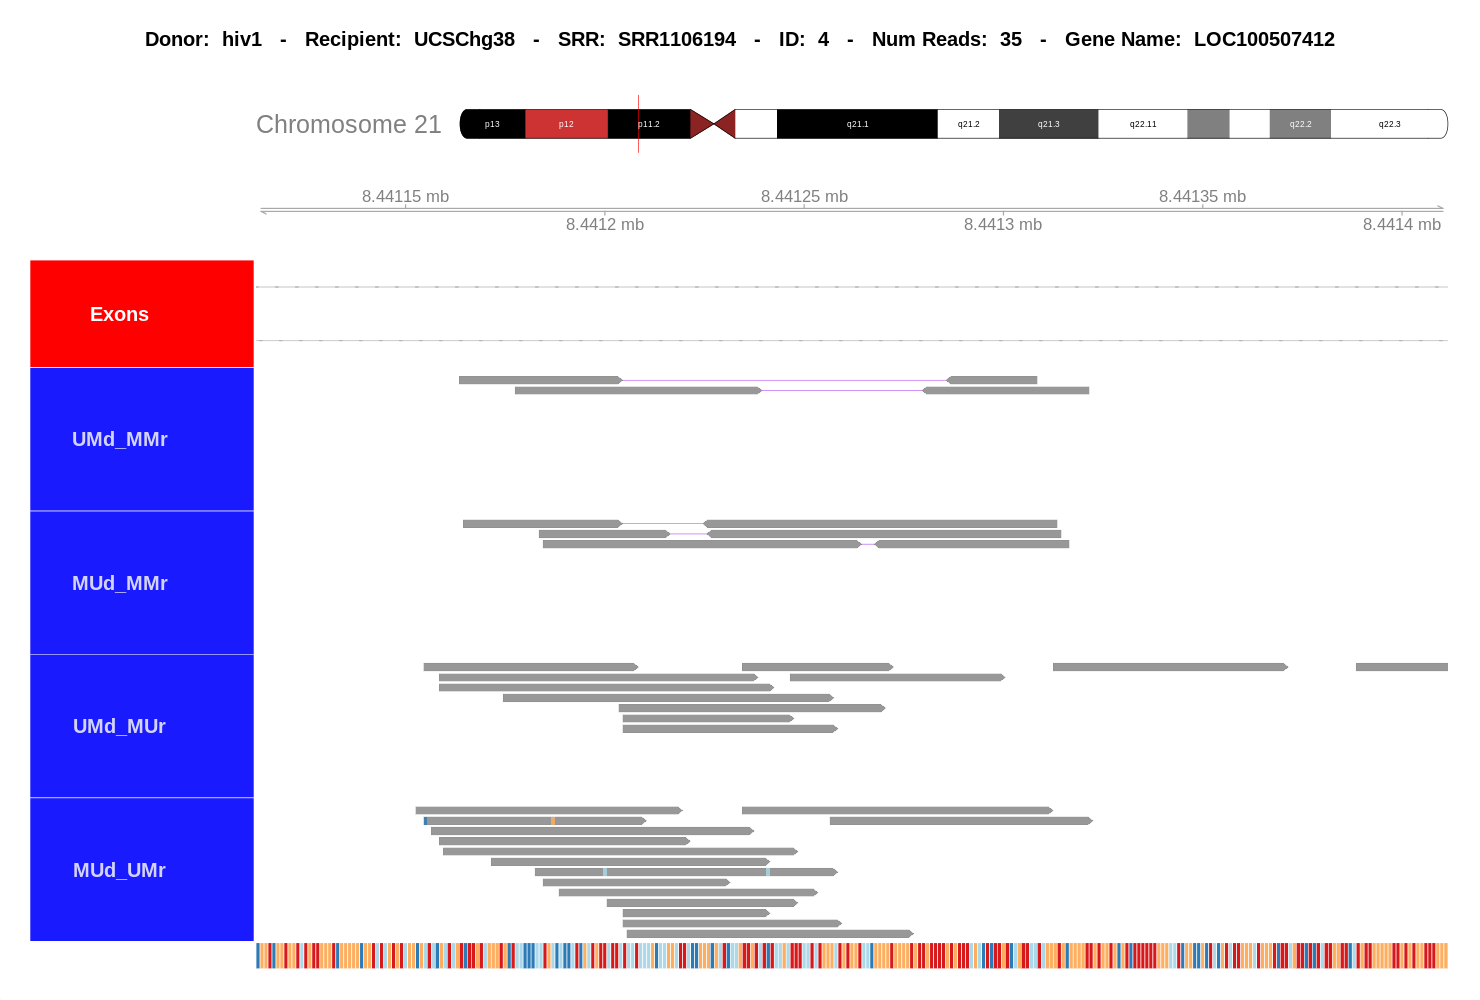 Donor: hiv1 - Recipient: UCSChg38 - SRR: SRR1106194 - ID: 4 - Num Reads: 35 - Gene Name: LOC100507412
Chromosome 21 p13 p12 p11.2 q21.1 q21.2 q21.3 q22.11 q22.2 q22.3
8.44115 mb 8.44125 mb 8.44135 mb
8.4412 mb 8.4413 mb 8.4414 mb
Exons
UMd_MMr
MUd_MMr
UMd_MUr
MUd_UMr